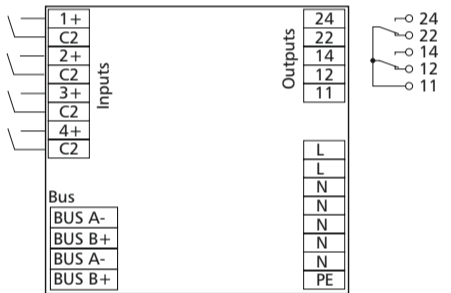 1+
C2
2+
C2
3+
C2
4+
C2
Inputs
Bus
BUS A-
BUS B+
BUS A-
BUS B+
Outputs
24
22
14
12
11
L
L
N
N
N
N
N
PE
24
22
14
12
11